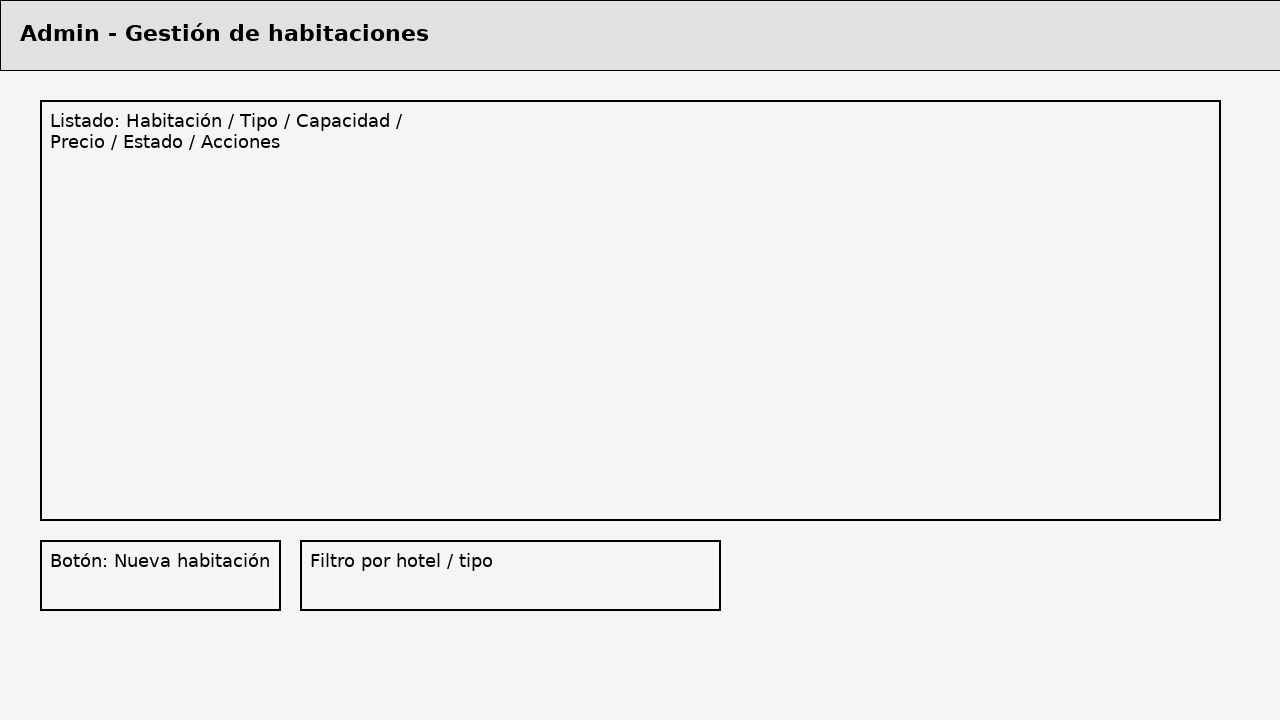 Admin - Gestión de habitaciones
Listado: Habitación / Tipo / Capacidad /
Precio / Estado / Acciones
Botón: Nueva habitación
Filtro por hotel / tipo